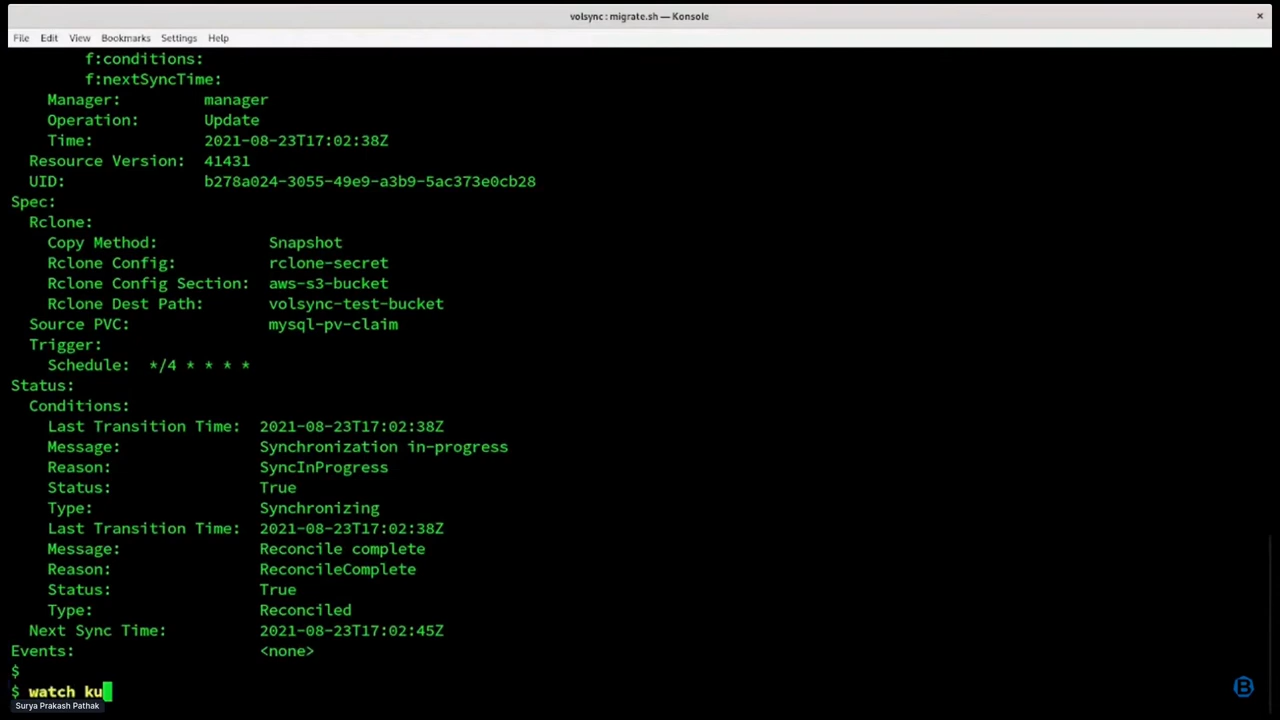 volsync : migrate.sh — Konsole
File Edit View Bookmarks Settings Help
f:conditions:
f:nextSyncTime:
Manager: manager
Operation: Update
Time: 2021-08-23T17:02:38Z
Resource Version: 41431
UID: b278a024-3055-49e9-a3b9-5ac373e0cb28
Spec:
Rclone:
Copy Method: Snapshot
Rclone Config: rclone-secret
Rclone Config Section: aws-s3-bucket
Rclone Dest Path: volsync-test-bucket
Source PVC: mysql-pv-claim
Trigger:
Schedule: */4 * * * *
Status:
Conditions:
Last Transition Time: 2021-08-23T17:02:38Z
Message: Synchronization in-progress
Reason: SyncInProgress
Status: True
Type: Synchronizing
Last Transition Time: 2021-08-23T17:02:38Z
Message: Reconcile complete
Reason: ReconcileComplete
Status: True
Type: Reconciled
Next Sync Time: 2021-08-23T17:02:45Z
Events: <none>
$
$ watch ku
Surya Prakash Pathak
B